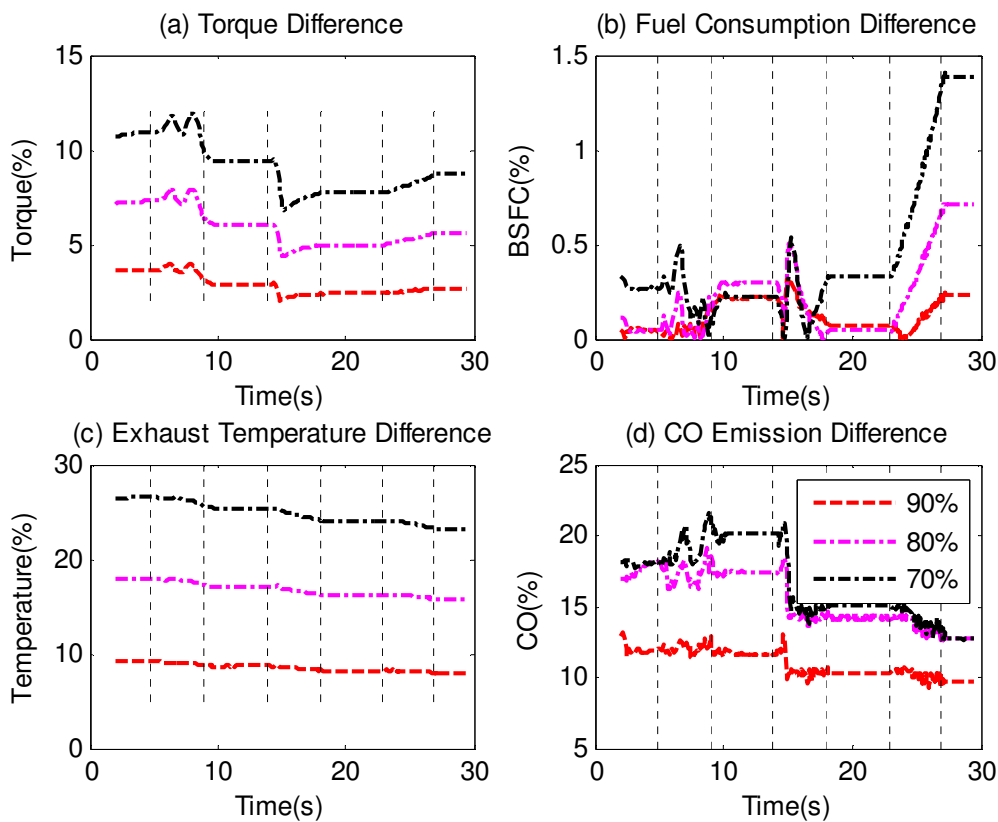 (a) Torque Difference
15
10
5
0
Torque(%)
0 10 20 30
Time(s)
(b) Fuel Consumption Difference
1.5
1
0.5
0
BSFC(%)
0 10 20 30
Time(s)
(c) Exhaust Temperature Difference
30
20
10
0
Temperature(%)
0 10 20 30
Time(s)
(d) CO Emission Difference
25
20
15
10
5
CO(%)
90%
80%
70%
0 10 20 30
Time(s)